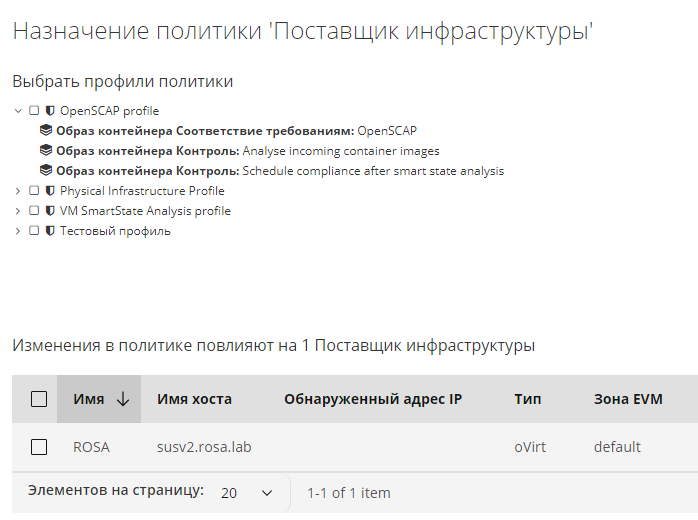 Назначение политики 'Поставщик инфраструктуры'
Выбрать профили политики
OpenSCAP profile
Образ контейнера Соответствие требованиям: OpenSCAP
Образ контейнера Контроль: Analyse incoming container images
Образ контейнера Контроль: Schedule compliance after smart state analysis
Physical Infrastructure Profile
VM SmartState Analysis profile
Тестовый профиль
Изменения в политике повлияют на 1 Поставщик инфраструктуры
Имя Имя хоста Обнаруженный адрес IP Тип Зона EVM
ROSA susv2.rosa.lab oVirt default
Элементов на страницу: 20 1-1 of 1 item